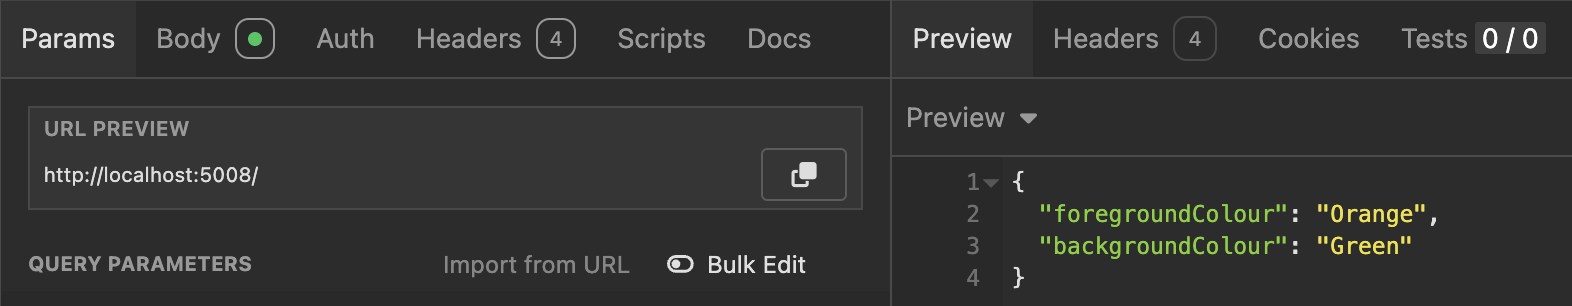 Params Body Auth Headers 4 Scripts Docs
URL PREVIEW
http://localhost:5008/
QUERY PARAMETERS Import from URL Bulk Edit
Preview Headers 4 Cookies Tests 0 / 0
Preview
1 {
2 "foregroundColour": "Orange",
3 "backgroundColour": "Green"
4 }